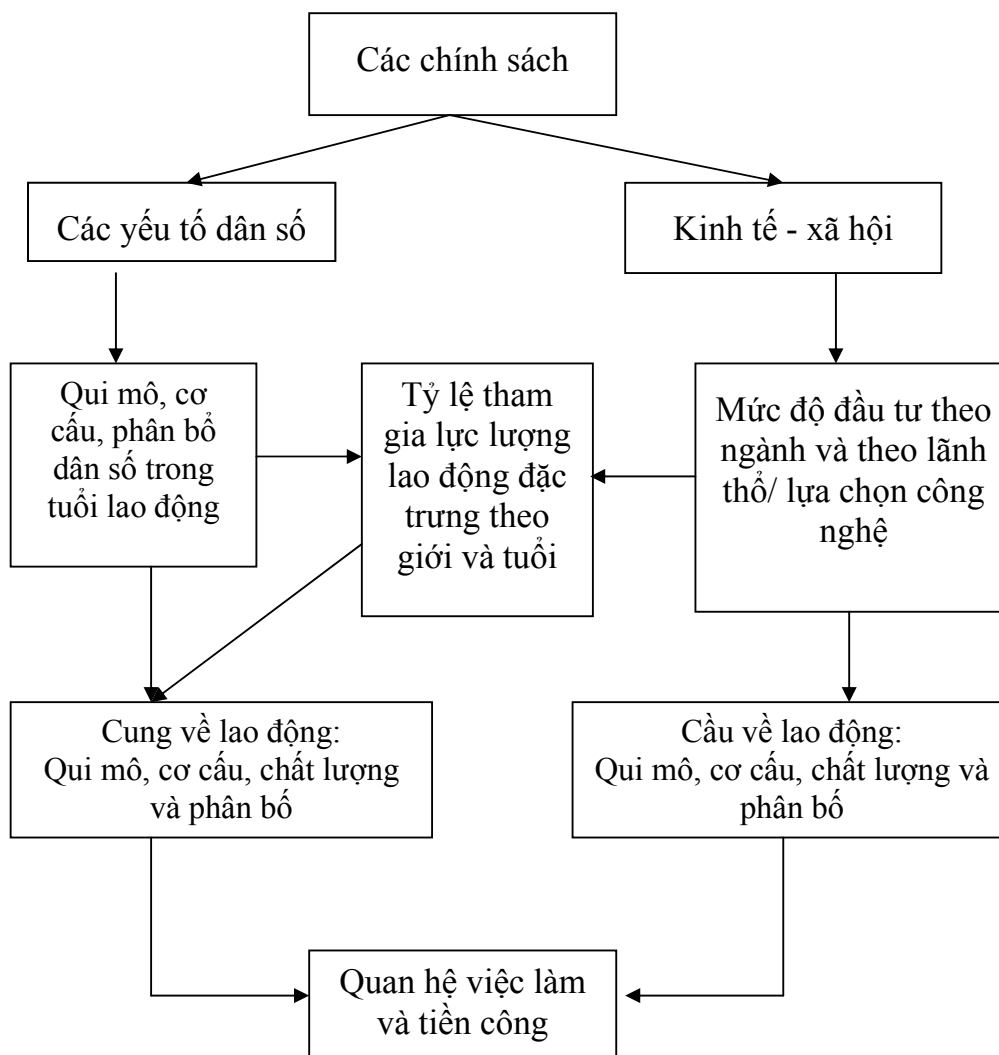 Các chính sách
Các yếu tố dân số
Kinh tế - xã hội
Qui mô, cơ
cấu, phân bổ
dân số trong
tuổi lao động
Tỷ lệ tham
gia lực lượng
lao động đặc
trưng theo
giới và tuổi
Mức độ đầu tư theo
ngành và theo lãnh
thổ/ lựa chọn công
nghệ
Cung về lao động:
Qui mô, cơ cấu, chất lượng
và phân bố
Cầu về lao động:
Qui mô, cơ cấu, chất lượng và
phân bố
Quan hệ việc làm
và tiền công